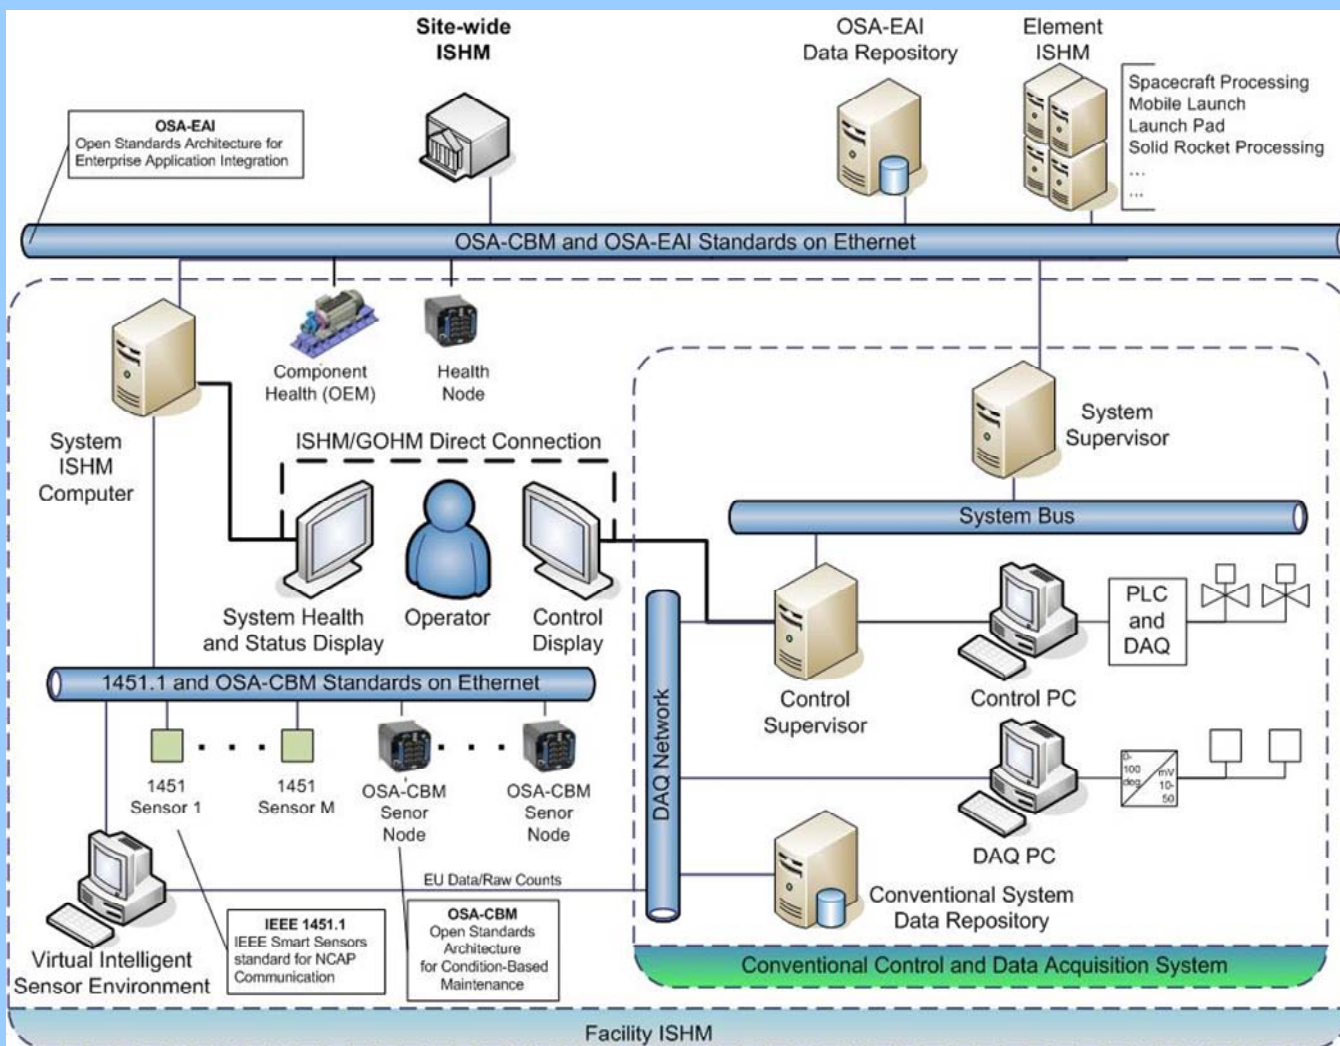 Site-wide
ISHM
OSA-EAI
Data Repository
Element
ISHM
Spacecraft Processing
Mobile Launch
Launch Pad
Solid Rocket Processing
...
...
OSA-EAI
Open Standards Architecture for
Enterprise Application Integration
OSA-CBM and OSA-EAI Standards on Ethernet
Component
Health (OEM)
Health
Node
System
ISHM
Computer
System
Supervisor
ISHM/GOHM Direct Connection
System Bus
System Health
and Status Display
Operator
Control
Display
PLC
and
DAQ
Control
Supervisor
Control PC
1451.1 and OSA-CBM Standards on Ethernet
DAQ Network
1451
Sensor 1
1451
Sensor M
OSA-CBM
Senor
Node
OSA-CBM
Senor
Node
0-
100
deg
mV
10-
50
DAQ PC
EU Data/Raw Counts
Conventional System
Data Repository
Virtual Intelligent
Sensor Environment
IEEE 1451.1
IEEE Smart Sensors
standard for NCAP
Communication
OSA-CBM
Open Standards
Architecture
for Condition-Based
Maintenance
Conventional Control and Data Acquisition System
Facility ISHM